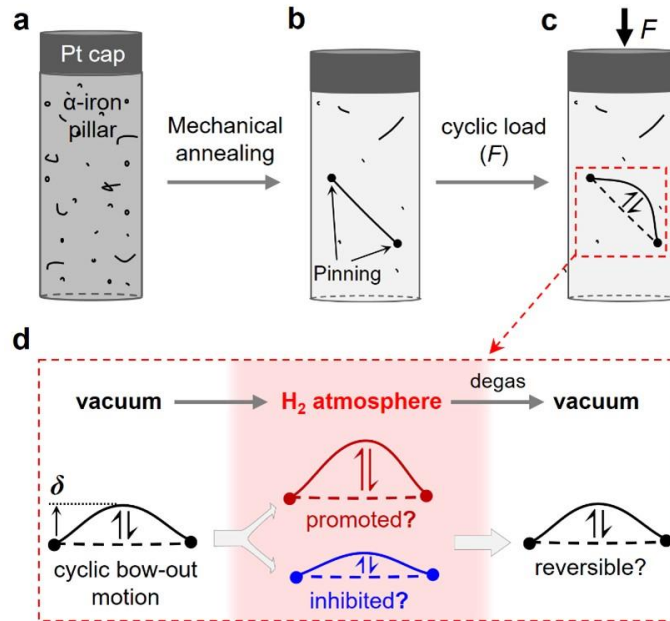 a
Pt cap
α-iron
pillar
Mechanical
annealing
b
Pinning
cyclic load
(F)
c
F
d
vacuum
H₂ atmosphere
degas
vacuum
δ
cyclic bow-out
motion
promoted?
inhibited?
reversible?